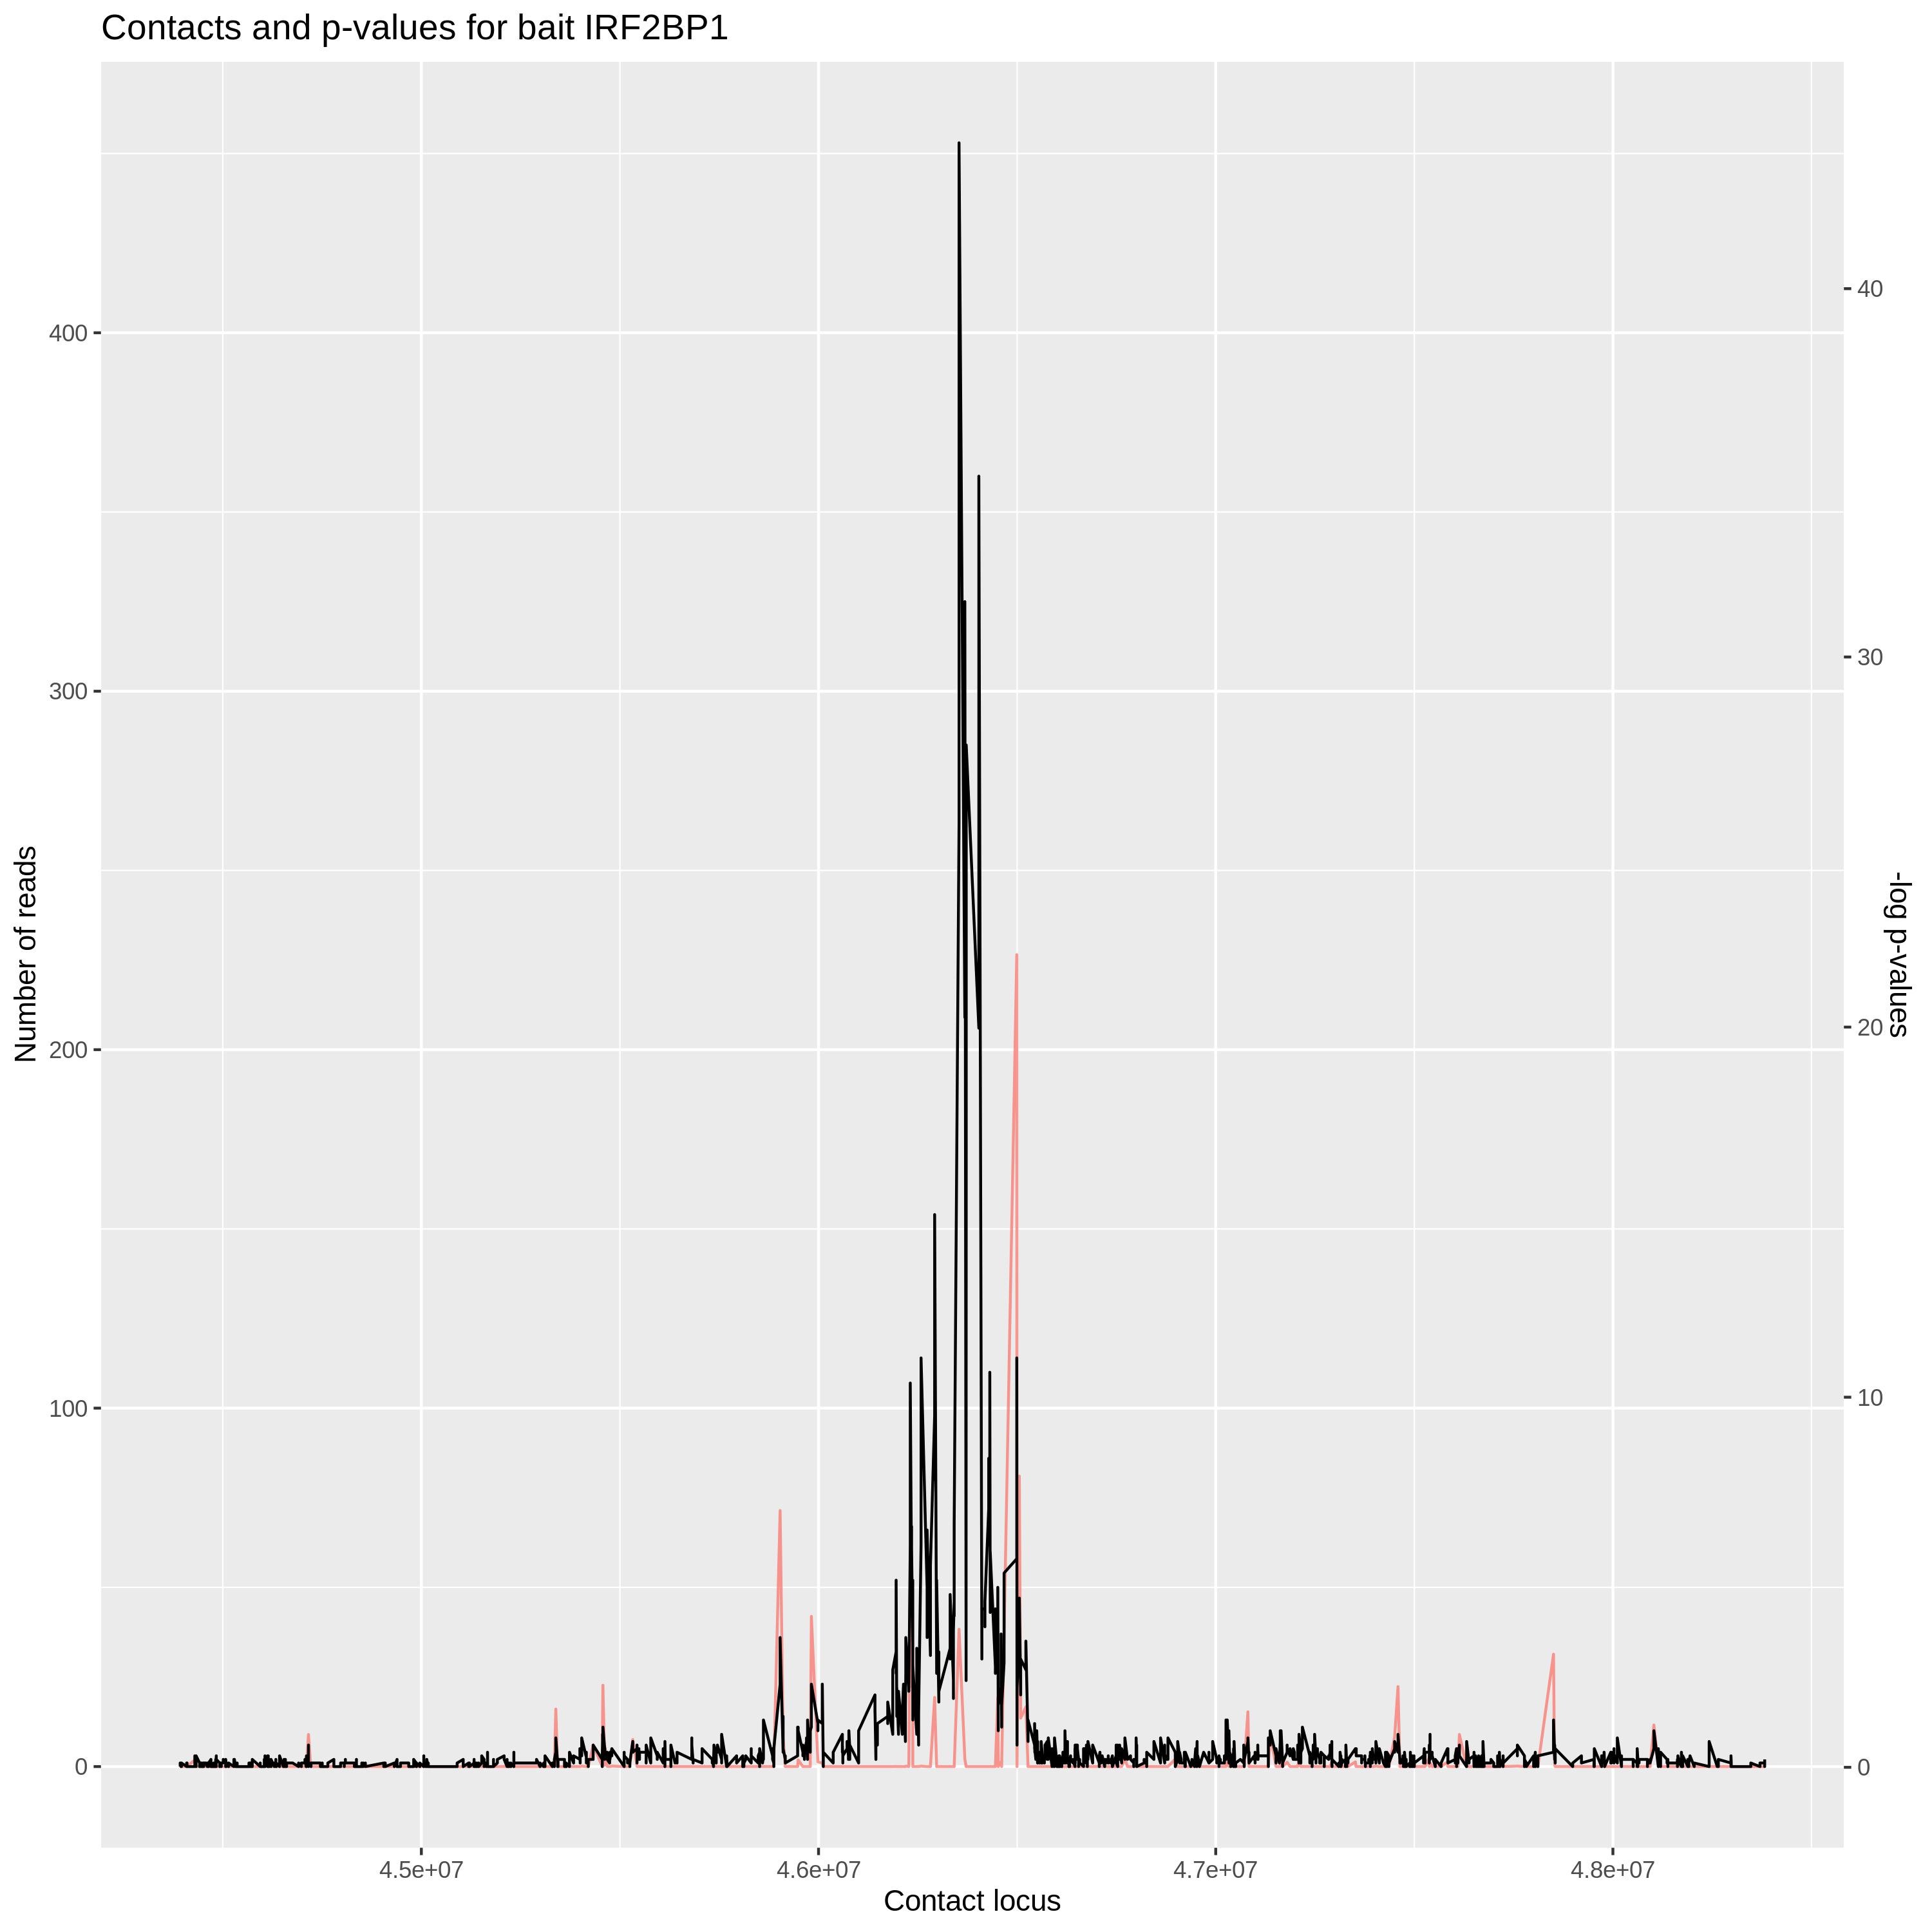 Contacts and p-values for bait IRF2BP1
Number of reads
400
300
200
100
0
40
30
20
10
0
-log p-values
4.5e+07
4.6e+07
4.7e+07
4.8e+07
Contact locus